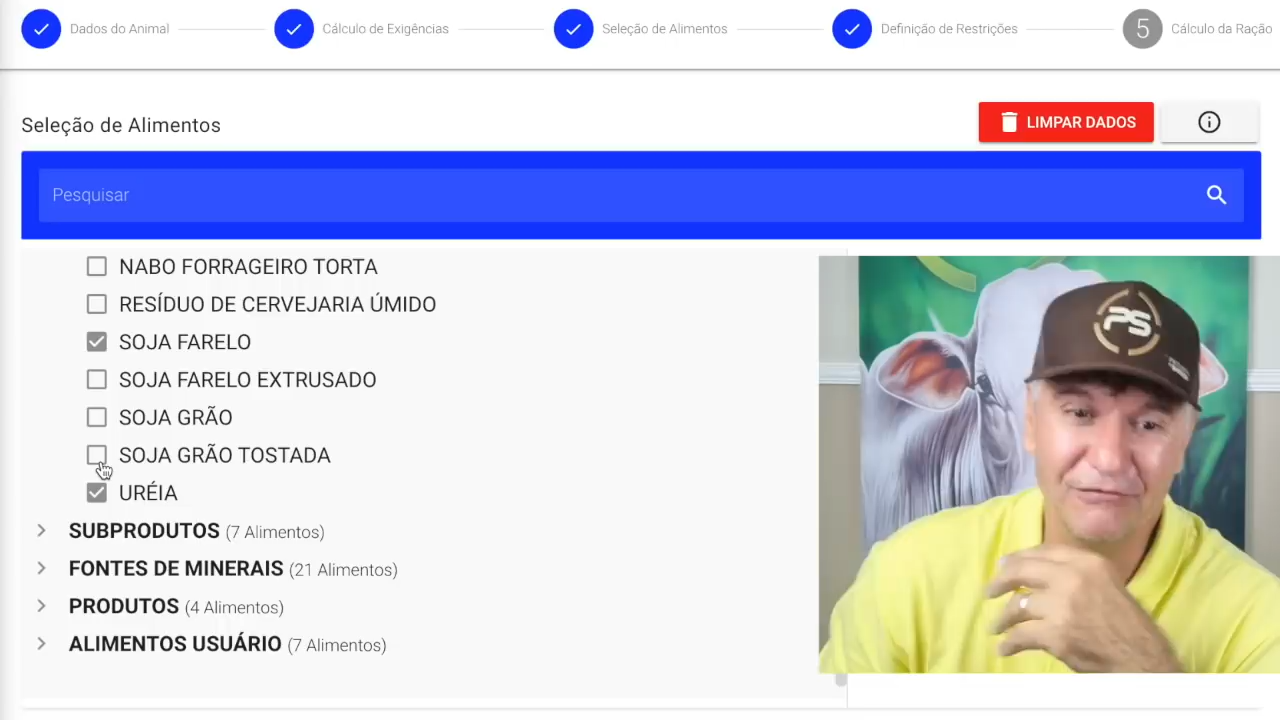 Dados do Animal
Cálculo de Exigências
Seleção de Alimentos
Definição de Restrições
5 Cálculo da Ração
Seleção de Alimentos
LIMPAR DADOS
Pesquisar
NABO FORRAGEIRO TORTA
RESÍDUO DE CERVEJARIA ÚMIDO
SOJA FARELO
SOJA FARELO EXTRUSADO
SOJA GRÃO
SOJA GRÃO TOSTADA
URÉIA
SUBPRODUTOS (7 Alimentos)
FONTES DE MINERAIS (21 Alimentos)
PRODUTOS (4 Alimentos)
ALIMENTOS USUÁRIO (7 Alimentos)
PS